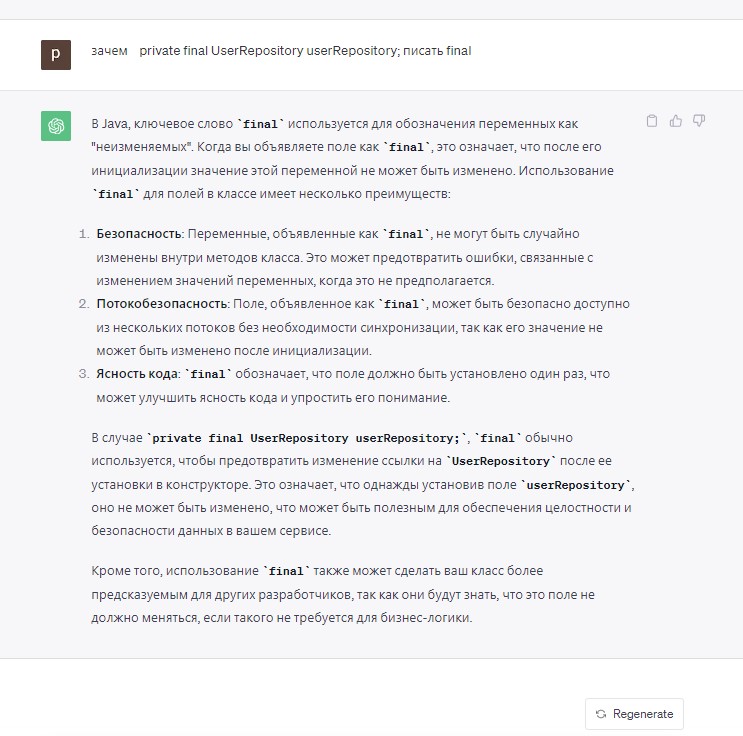 p
зачем private final UserRepository userRepository; писать final
В Java, ключевое слово `final` используется для обозначения переменных как
"неизменяемых". Когда вы объявляете поле как `final`, это означает, что после его
инициализации значение этой переменной не может быть изменено. Использование
`final` для полей в классе имеет несколько преимуществ:
1. Безопасность: Переменные, объявленные как `final`, не могут быть случайно
изменены внутри методов класса. Это может предотвратить ошибки, связанные с
изменением значений переменных, когда это не предполагается.
2. Потокобезопасность: Поле, объявленное как `final`, может быть безопасно доступно
из нескольких потоков без необходимости синхронизации, так как его значение не
может быть изменено после инициализации.
3. Ясность кода: `final` обозначает, что поле должно быть установлено один раз, что
может улучшить ясность кода и упростить его понимание.
В случае `private final UserRepository userRepository;`, `final` обычно
используется, чтобы предотвратить изменение ссылки на `UserRepository` после ее
установки в конструкторе. Это означает, что однажды установив поле `userRepository`,
оно не может быть изменено, что может быть полезным для обеспечения целостности и
безопасности данных в вашем сервисе.
Кроме того, использование `final` также может сделать ваш класс более
предсказуемым для других разработчиков, так как они будут знать, что это поле не
должно меняться, если такого не требуется для бизнес-логики.
Regenerate